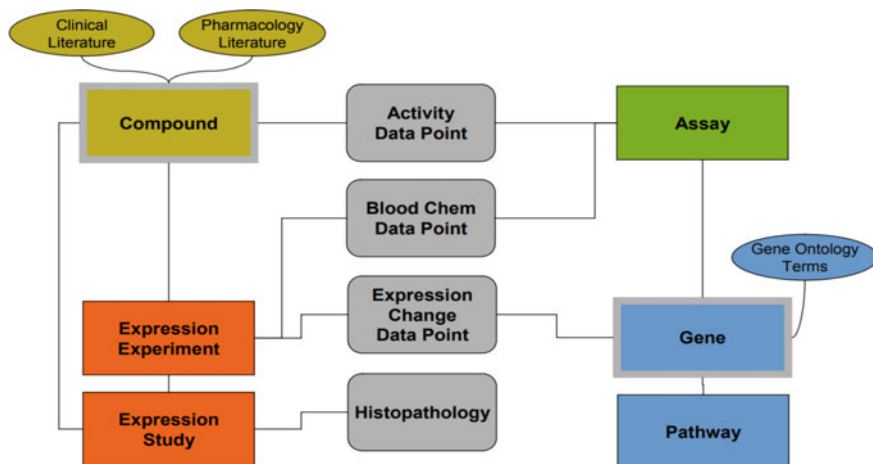 Clinical
Literature
Pharmacology
Literature
Compound
Activity
Data Point
Assay
Blood Chem
Data Point
Gene Ontology
Terms
Expression
Experiment
Expression
Change
Data Point
Gene
Expression
Study
Histopathology
Pathway